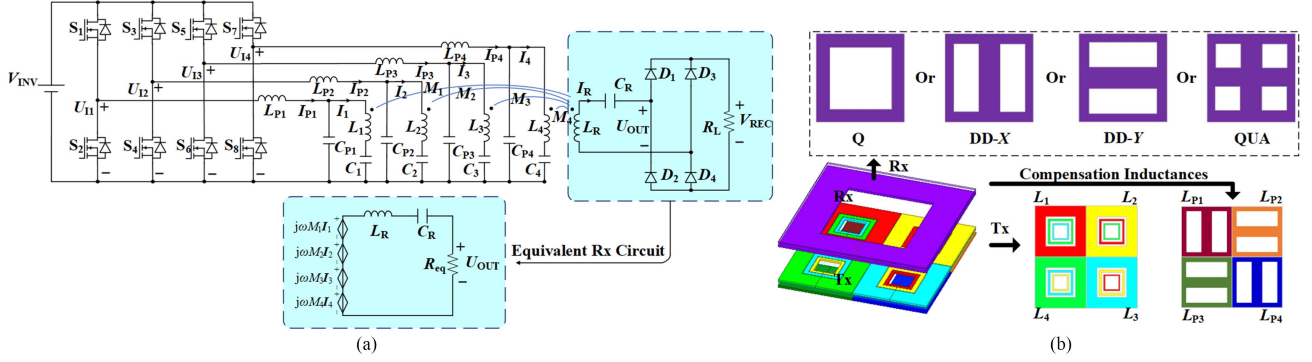 S1 S3 S5 S7
UI4 +
UI3 +
UI2 +
UI1 +
VINV
LP4 IP4 I4
LP3 IP3 I3
LP2 IP2 I2 M1 M2
LP1 IP1 I1
M3
M4
L1 L2 L3 L4
CP1 CP2 CP3 CP4
C1 C2 C3 C4
S2 S4 S6 S8
− − − −
IR CR D1 D3
LR + UOUT −
RL + VREC −
D2 D4
jωM1I1
jωM2I2
jωM3I3
jωM4I4
LR CR
Req + UOUT −
Equivalent Rx Circuit
(a)
Q Or DD-X Or DD-Y Or QUA
Rx
Rx
Tx
Tx
Compensation Inductances
L1 L2
L4 L3
LP1 LP2
LP3 LP4
(b)